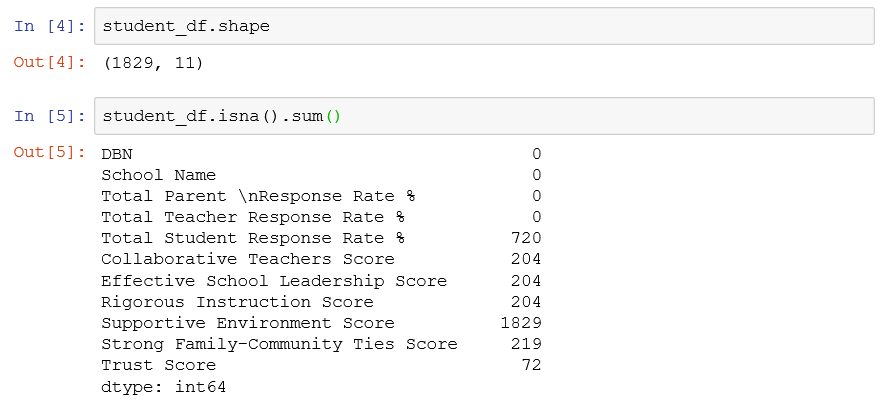 In [4]: student_df.shape
Out[4]: (1829, 11)
In [5]: student_df.isna().sum()
Out[5]: DBN 0
School Name 0
Total Parent \nResponse Rate % 0
Total Teacher Response Rate % 0
Total Student Response Rate % 720
Collaborative Teachers Score 204
Effective School Leadership Score 204
Rigorous Instruction Score 204
Supportive Environment Score 1829
Strong Family-Community Ties Score 219
Trust Score 72
dtype: int64